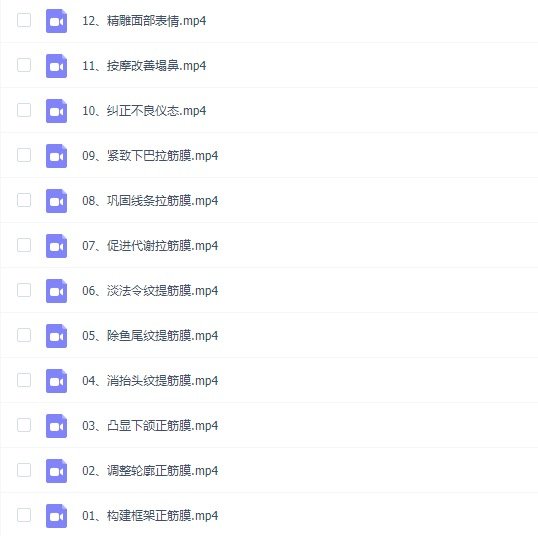 12、精雕面部表情.mp4
11、按摩改善塌鼻.mp4
10、纠正不良仪态.mp4
09、紧致下巴拉筋膜.mp4
08、巩固线条拉筋膜.mp4
07、促进代谢拉筋膜.mp4
06、淡法令纹提筋膜.mp4
05、除鱼尾纹提筋膜.mp4
04、消抬头纹提筋膜.mp4
03、凸显下颌正筋膜.mp4
02、调整轮廓正筋膜.mp4
01、构建框架正筋膜.mp4